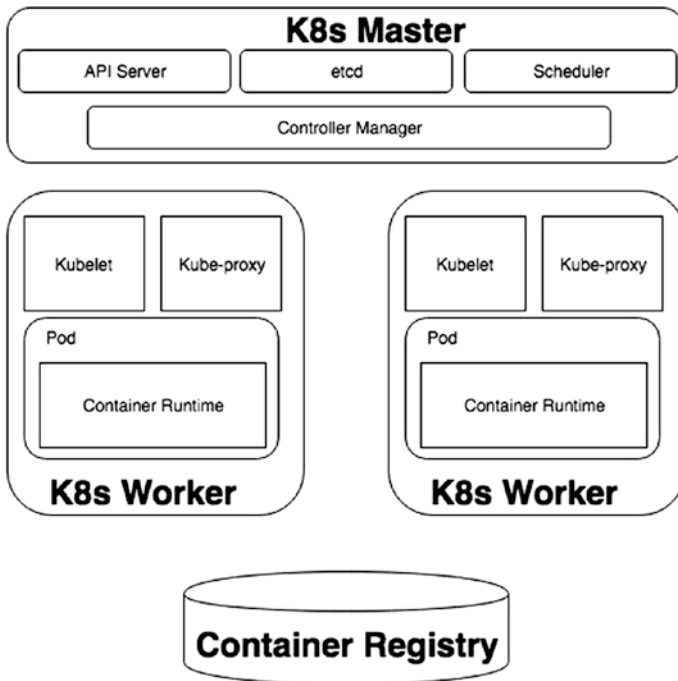 K8s Master
API Server
etcd
Scheduler
Controller Manager
Kubelet
Kube-proxy
Pod
Container Runtime
K8s Worker
Kubelet
Kube-proxy
Pod
Container Runtime
K8s Worker
Container Registry